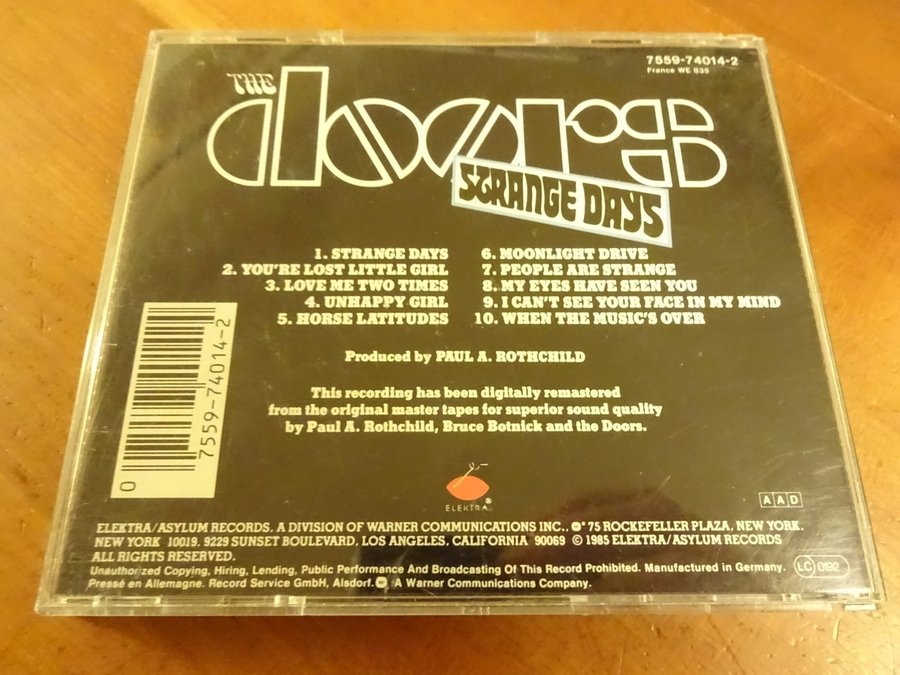 7559-74014-2
France WE 835
THE
doors
STRANGE DAYS
1. STRANGE DAYS
2. YOU'RE LOST LITTLE GIRL
3. LOVE ME TWO TIMES
4. UNHAPPY GIRL
5. HORSE LATITUDES
6. MOONLIGHT DRIVE
7. PEOPLE ARE STRANGE
8. MY EYES HAVE SEEN YOU
9. I CAN'T SEE YOUR FACE IN MY MIND
10. WHEN THE MUSIC'S OVER
Produced by PAUL A. ROTHCHILD
This recording has been digitally remastered
from the original master tapes for superior sound quality
by Paul A. Rothchild, Bruce Botnick and the Doors.
0 7559-74014-2
ELEKTRA®
AAD
ELEKTRA/ASYLUM RECORDS, A DIVISION OF WARNER COMMUNICATIONS INC., 75 ROCKEFELLER PLAZA, NEW YORK,
NEW YORK 10019. 9229 SUNSET BOULEVARD, LOS ANGELES, CALIFORNIA 90069 © 1985 ELEKTRA/ASYLUM RECORDS
ALL RIGHTS RESERVED.
Unauthorized Copying, Hiring, Lending, Public Performance And Broadcasting Of This Record Prohibited. Manufactured in Germany.
Pressé en Allemagne. Record Service GmbH, Alsdorf. A Warner Communications Company.
LC 0192